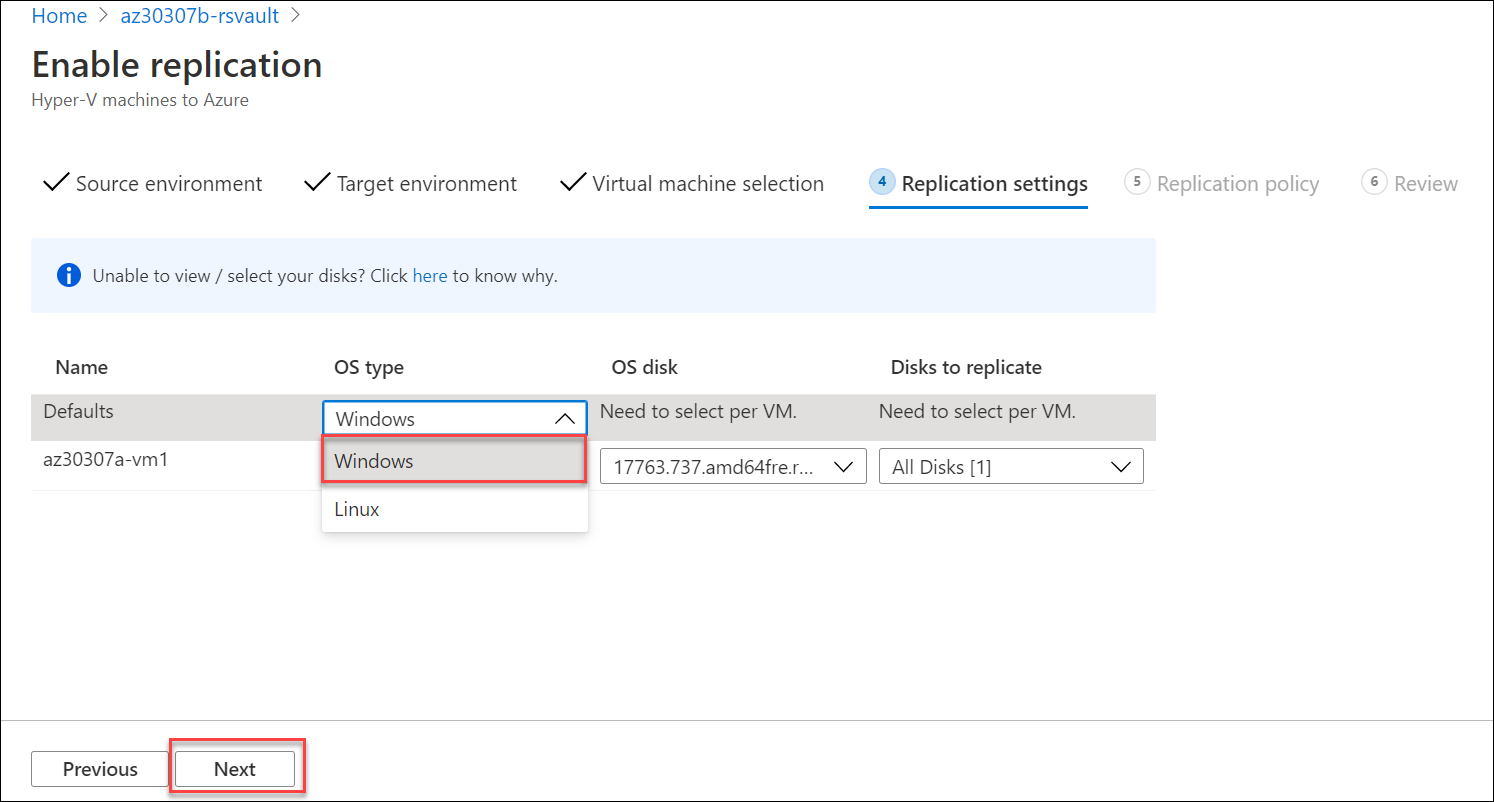 Home > az30307b-rsvault >
Enable replication
Hyper-V machines to Azure
Source environment Target environment Virtual machine selection 4 Replication settings 5 Replication policy 6 Review
Unable to view / select your disks? Click here to know why.
Name OS type OS disk Disks to replicate
Defaults Windows Need to select per VM. Need to select per VM.
az30307a-vm1 Windows 17763.737.amd64fre.r... All Disks [1]
Linux
Previous Next